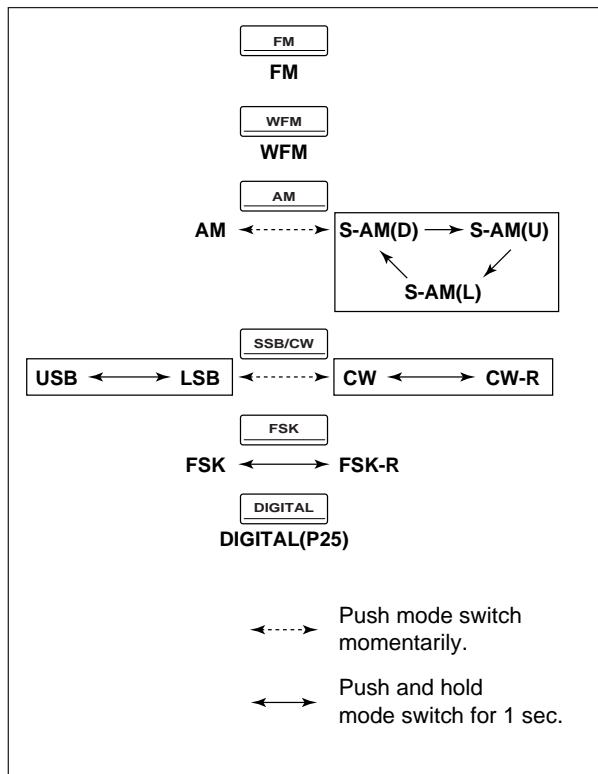 FM
FM
WFM
WFM
AM
AM S-AM(D) S-AM(U)
S-AM(L)
SSB/CW
USB LSB CW CW-R
FSK
FSK FSK-R
DIGITAL
DIGITAL(P25)
Push mode switch
momentarily.
Push and hold
mode switch for 1 sec.